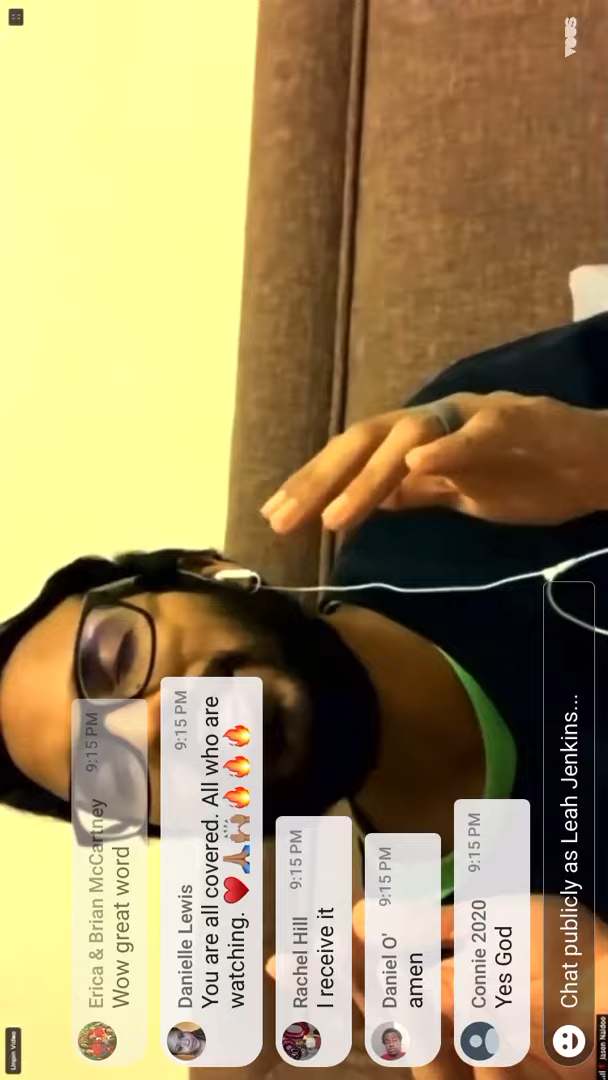 Unpin Video
VOUS
Erica & Brian McCartney 9:15 PM
Wow great word
Danielle Lewis 9:15 PM
You are all covered. All who are
watching. ❤️🙏🏽🙌🏽🔥🔥🔥
Rachel Hill 9:15 PM
I receive it
Daniel O' 9:15 PM
amen
Connie 2020 9:15 PM
Yes God
Chat publicly as Leah Jenkins...
Jason Naidoo